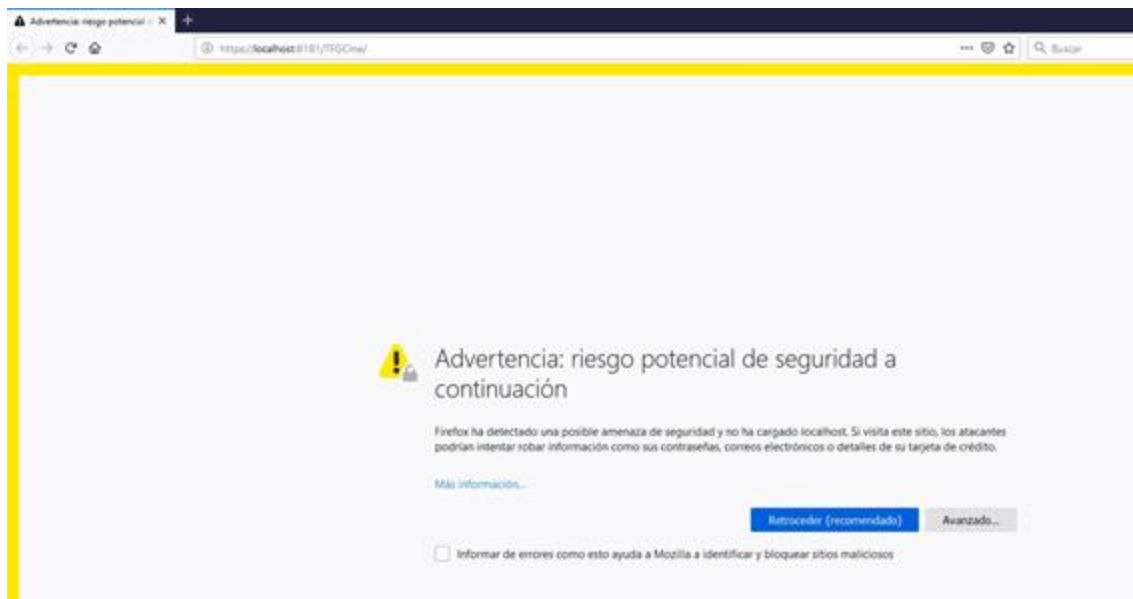 Advertencia: riesgo potencial
https://localhost:8181/TFGCine/
Buscar
Advertencia: riesgo potencial de seguridad a
continuación
Firefox ha detectado una posible amenaza de seguridad y no ha cargado localhost. Si visita este sitio, los atacantes
podrían intentar robar información como sus contraseñas, correos electrónicos o detalles de su tarjeta de crédito.
Más información...
Retroceder (recomendado)
Avanzado...
Informar de errores como esto ayuda a Mozilla a identificar y bloquear sitios maliciosos